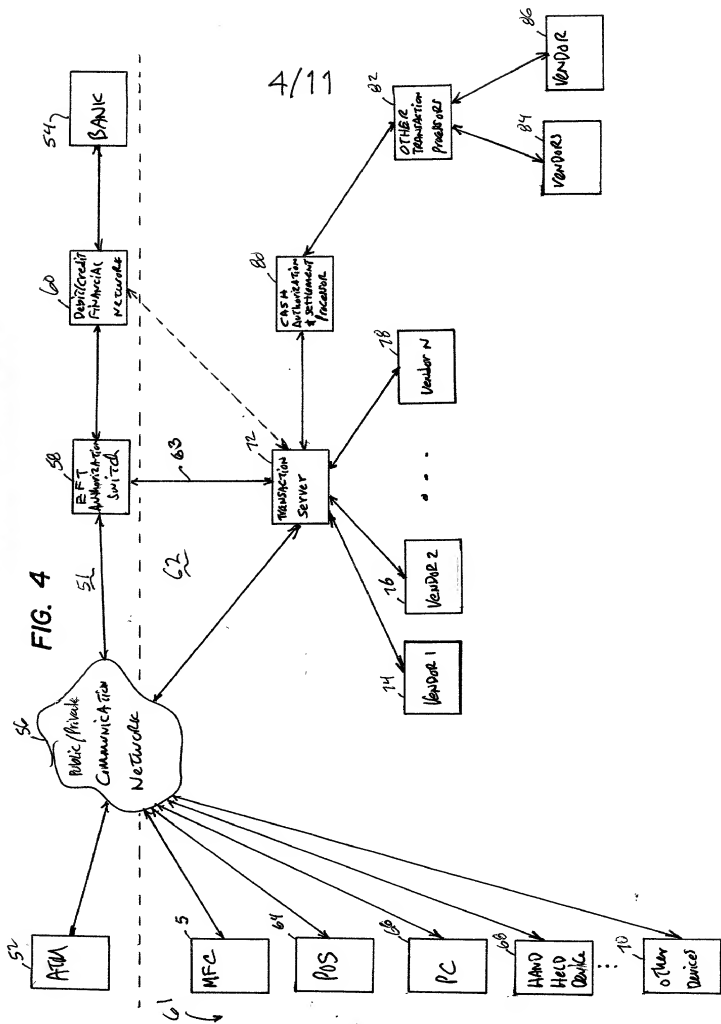 4/11
FIG. 4
52
ATM
56
Public/Private
Communication
Network
51
58
EFT
Authorization
Switch
60
Debit/Credit
Financial
Network
54
BANK
61
5
MFC
64
POS
66
PC
68
HAND
HELD
Device
70
other
Devices
62
63
72
TRANSACTION
Server
80
CASH
Authorization
& Settlement
Processor
82
OTHER
TRANSACTION
Processors
74
VENDOR 1
76
VENDOR 2
78
Vendor N
84
VENDORS
86
VENDOR